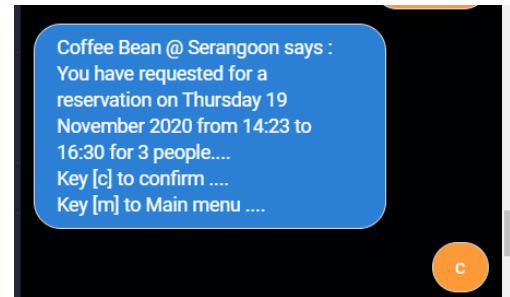 Coffee Bean @ Serangoon says :
You have requested for a
reservation on Thursday 19
November 2020 from 14:23 to
16:30 for 3 people....
Key [c] to confirm ....
Key [m] to Main menu ....
c